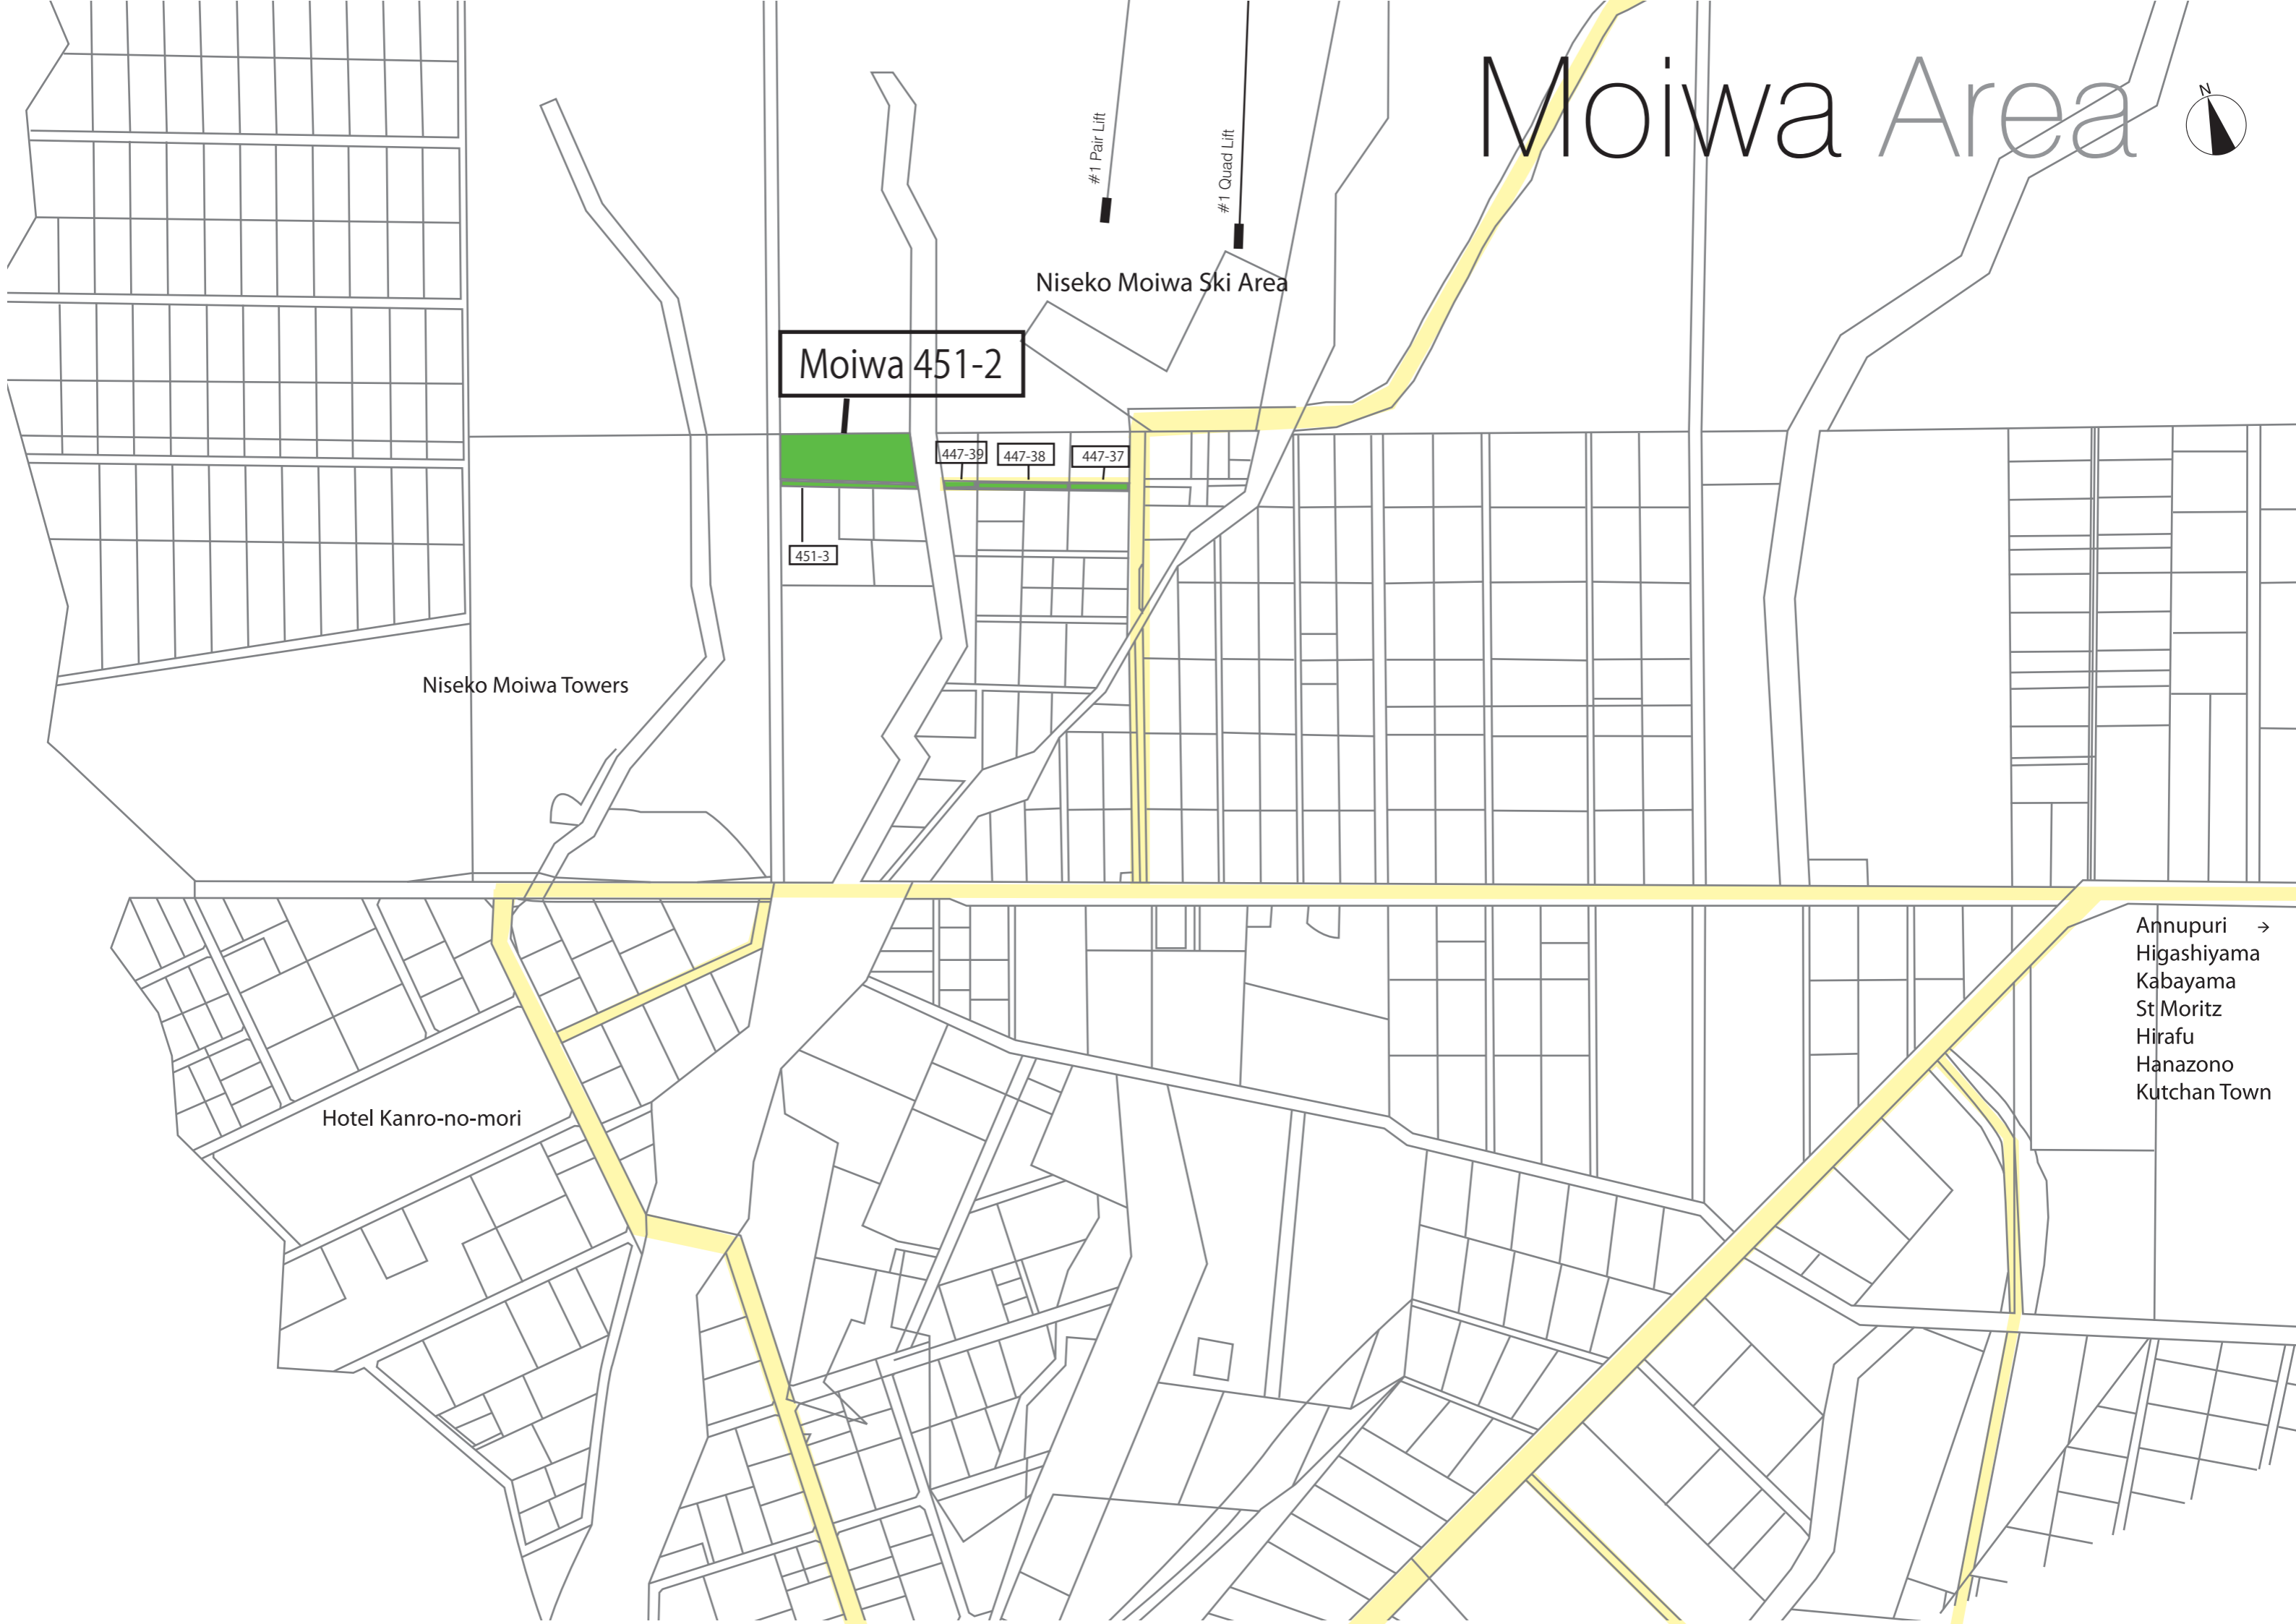 Moiwa Area
N
#1 Pair Lift
#1 Quad Lift
Niseko Moiwa Ski Area
Moiwa 451-2
447-39
447-38
447-37
451-3
Niseko Moiwa Towers
Annupuri →
Higashiyama
Kabayama
St Moritz
Hirafu
Hanazono
Kutchan Town
Hotel Kanro-no-mori